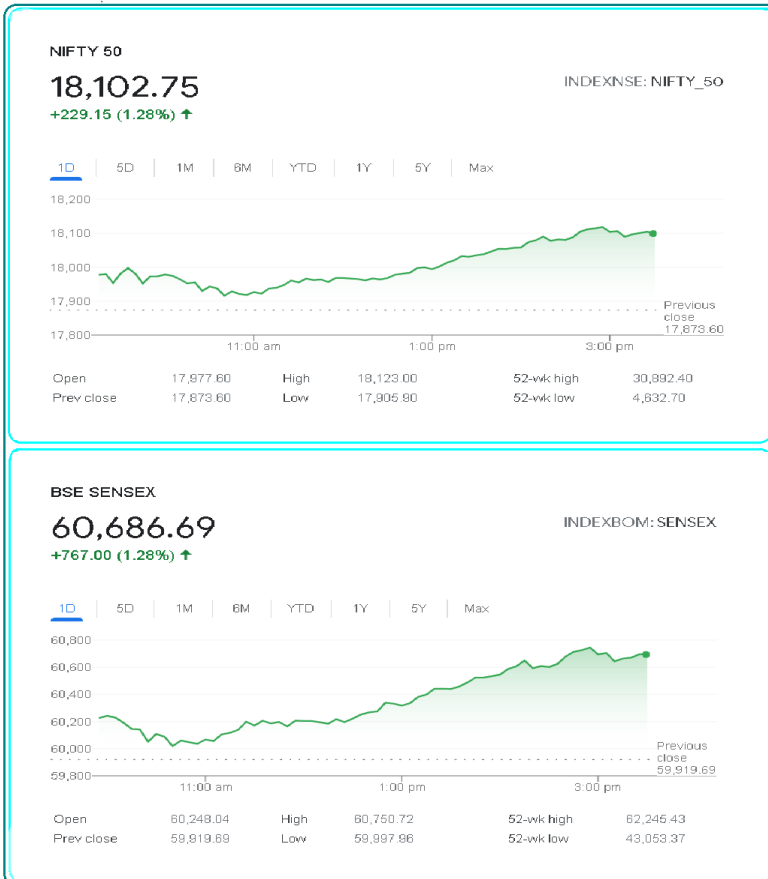 NIFTY 50
18,102.75
INDEXNSE: NIFTY_50
+229.15 (1.28%) ↑
1D 5D 1M 6M YTD 1Y 5Y Max
18,200
18,100
18,000
17,900
Previous
close
17,873.60
17,800
11:00 am 1:00 pm 3:00 pm
Open 17,977.60 High 18,123.00 52-wk high 30,892.40
Prev close 17,873.60 Low 17,905.90 52-wk low 4,632.70
BSE SENSEX
60,686.69
INDEXBOM: SENSEX
+767.00 (1.28%) ↑
1D 5D 1M 6M YTD 1Y 5Y Max
60,800
60,600
60,400
60,200
60,000
Previous
close
59,919.69
59,800
11:00 am 1:00 pm 3:00 pm
Open 60,248.04 High 60,750.72 52-wk high 62,245.43
Prev close 59,919.69 Low 59,997.96 52-wk low 43,053.37